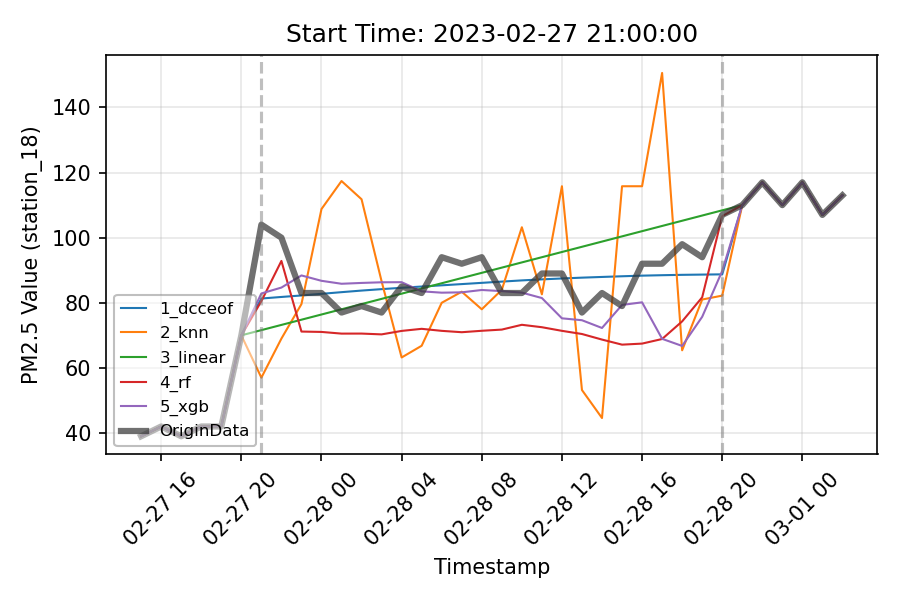 Start Time: 2023-02-27 21:00:00
PM2.5 Value (station_18)
140
120
100
80
60
40
1_dcceof
2_knn
3_linear
4_rf
5_xgb
OriginData
02-27 16
02-27 20
02-28 00
02-28 04
02-28 08
02-28 12
02-28 16
02-28 20
03-01 00
Timestamp